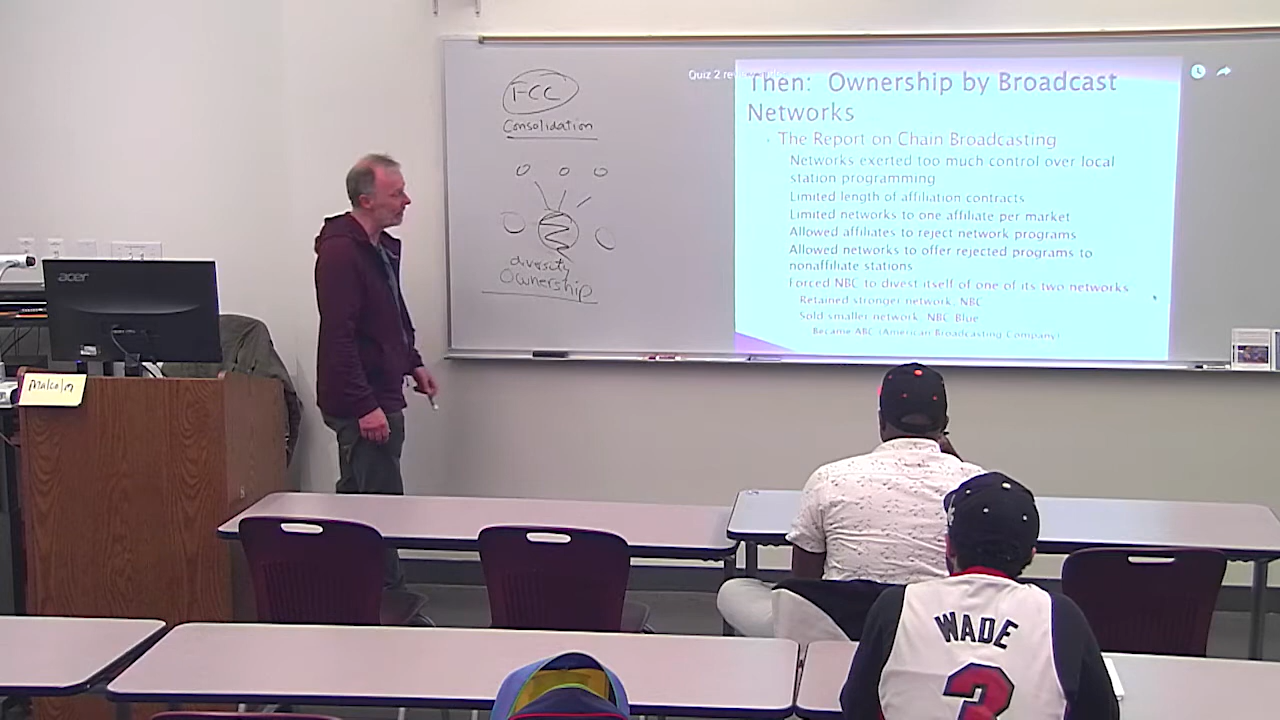 Quiz 2 re
Then: Ownership by Broadcast
Networks
The Report on Chain Broadcasting
Networks exerted too much control over local
station programming
Limited length of affiliation contracts
Limited networks to one affiliate per market
Allowed affiliates to reject network programs
Allowed networks to offer rejected programs to
nonaffiliate stations
Forced NBC to divest itself of one of its two networks
Retained stronger network, NBC
Sold smaller network, NBC Blue
Became ABC (American Broadcasting Company)
FCC
Consolidation
diversity
Ownership
acer
Malcolm
WADE
3